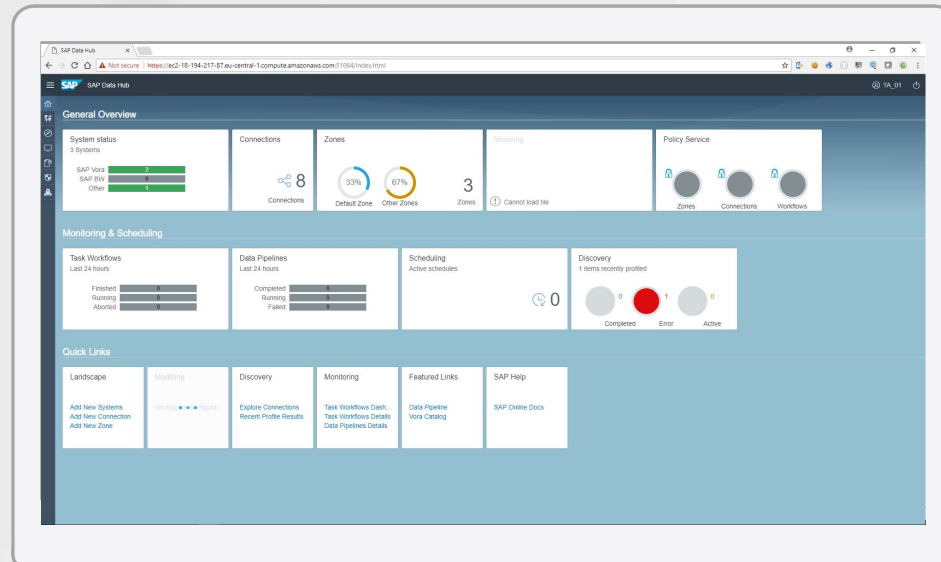 SAP Data Hub
Not secure | https://ec2-18-194-217-87.eu-central-1.compute.amazonaws.com:51064/index.html
SAP SAP Data Hub TA_01
General Overview
System status
3 Systems
SAP Vora 2
SAP BW 0
Other 1
Connections
8
Connections
Zones
33% 67% 3
Default Zone Other Zones Zones
Modeling
Cannot load tile
Policy Service
Zones Connections Workflows
Monitoring & Scheduling
Task Workflows
Last 24 hours
Finished 0
Running 0
Aborted 0
Data Pipelines
Last 24 hours
Completed 0
Running 0
Failed 0
Scheduling
Active schedules
0
Discovery
1 items recently profiled
0 1 0
Completed Error Active
Quick Links
Landscape
Add New Systems
Add New Connection
Add New Zone
Modeling
Discovery
Explore Connections
Recent Profile Results
Monitoring
Task Workflows Dash...
Task Workflows Details
Data Pipelines Details
Featured Links
Data Pipeline
Vora Catalog
SAP Help
SAP Online Docs